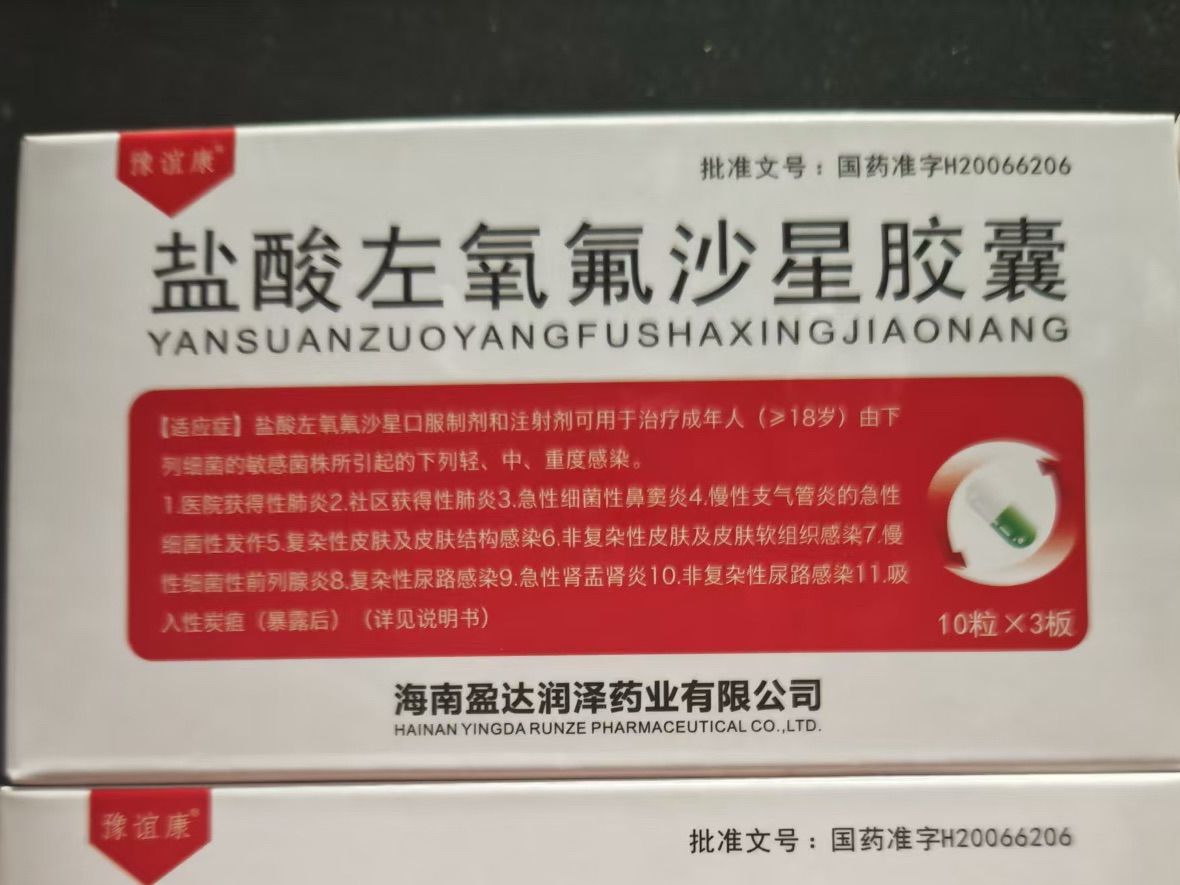 豫谊康®
批准文号：国药准字H20066206
盐酸左氧氟沙星胶囊
YANSUANZUOYANGFUSHAXINGJIAONANG
【适应症】盐酸左氧氟沙星口服制剂和注射剂可用于治疗成年人（≥18岁）由下
列细菌的敏感菌株所引起的下列轻、中、重度感染。
1.医院获得性肺炎2.社区获得性肺炎3.急性细菌性鼻窦炎4.慢性支气管炎的急性
细菌性发作5.复杂性皮肤及皮肤结构感染6.非复杂性皮肤及皮肤软组织感染7.慢
性细菌性前列腺炎8.复杂性尿路感染9.急性肾盂肾炎10.非复杂性尿路感染11.吸
入性炭疽（暴露后）（详见说明书）
10粒×3板
海南盈达润泽药业有限公司
HAINAN YINGDA RUNZE PHARMACEUTICAL CO.,LTD.
豫谊康®
批准文号：国药准字H20066206